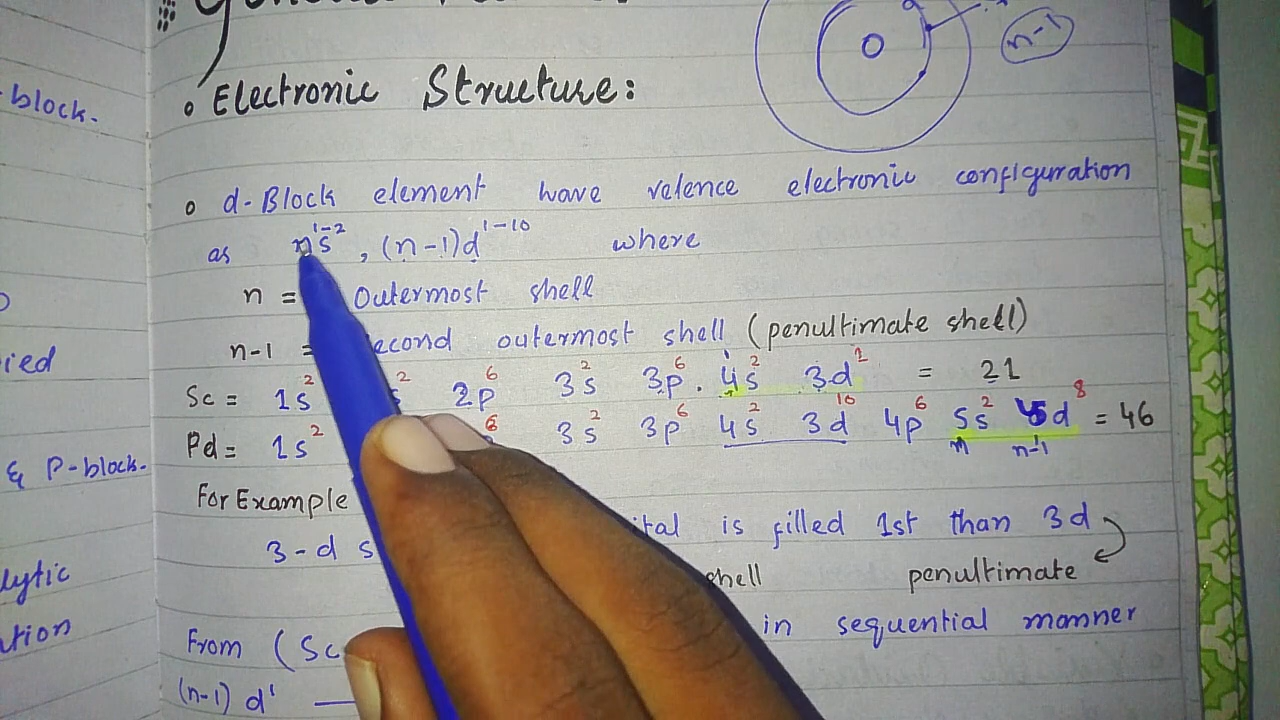 -block.
ied
& P-block.
lytic
n-1
• Electronic Structure:
• d-Block element have valence electronic configuration
as ns¹⁻², (n-1)d¹⁻¹⁰ where
n = Outermost shell
n-1 = econd outermost shell (penultimate shell)
Sc = 1s² s² 2p⁶ 3s² 3p⁶. 4s² 3d¹ = 21
Pd = 1s² ⁶ 3s² 3p⁶ 4s² 3d¹⁰ 4p⁶ 5s² 4d⁸ = 46
n n-1
For Example
3-d s ital is filled 1st than 3d
shell penultimate
From (Sc in sequential manner
(n-1) d¹